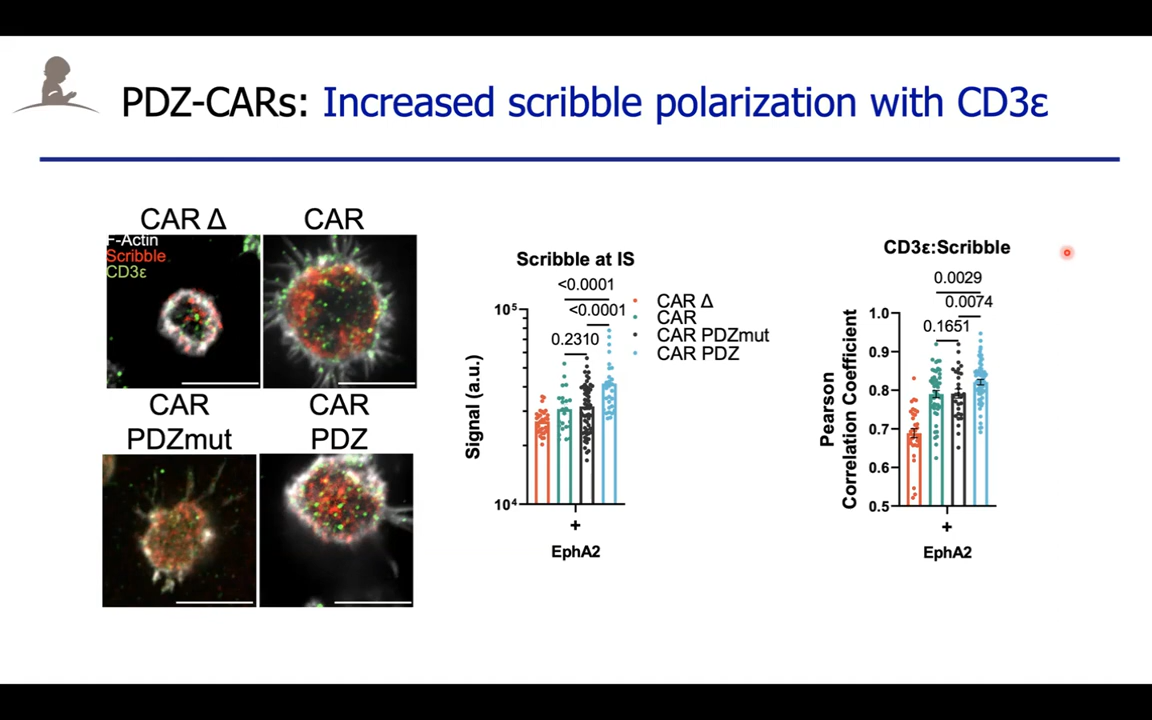 PDZ-CARs: Increased scribble polarization with CD3ε
CAR Δ
CAR
F-Actin
Scribble
CD3ε
CAR
PDZmut
CAR
PDZ
Scribble at IS
<0.0001
<0.0001
0.2310
10⁵
10⁴
Signal (a.u.)
+
EphA2
CAR Δ
CAR
CAR PDZmut
CAR PDZ
CD3ε:Scribble
0.0029
0.0074
0.1651
1.0
0.9
0.8
0.7
0.6
0.5
Pearson
Correlation Coefficient
+
EphA2